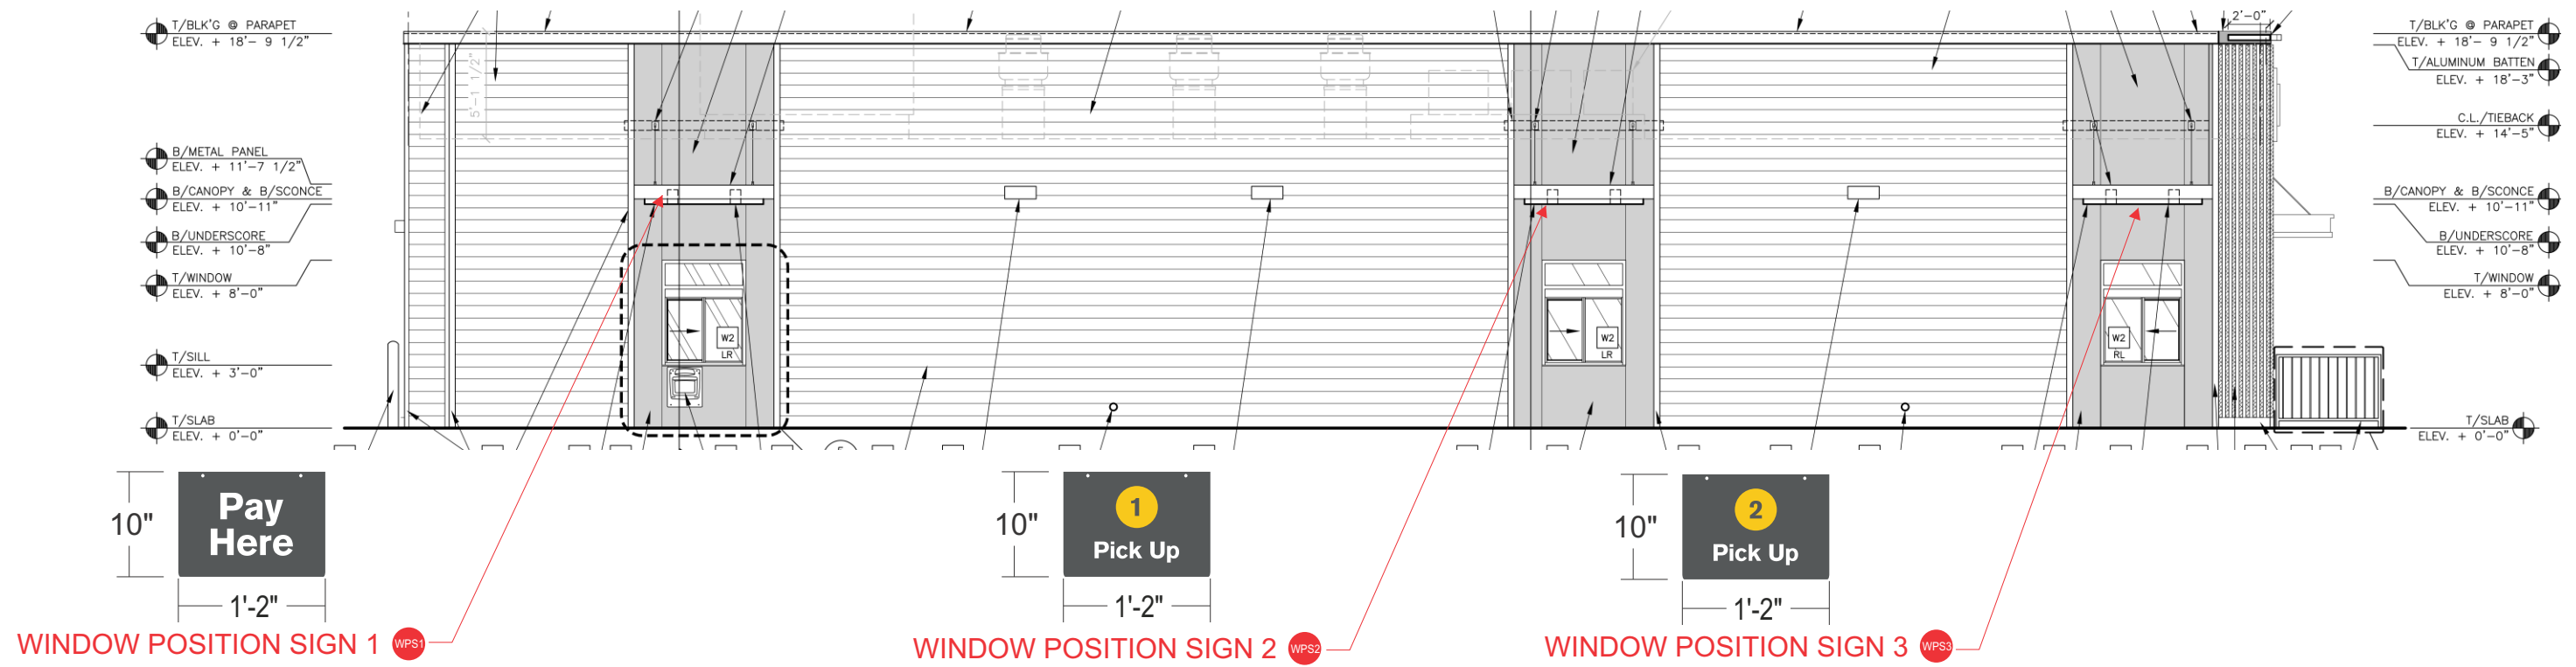 T/BLK'G @ PARAPET
ELEV. + 18'- 9 1/2"
B/METAL PANEL
ELEV. + 11'-7 1/2"
B/CANOPY & B/SCONCE
ELEV. + 10'-11"
B/UNDERSCORE
ELEV. + 10'-8"
T/WINDOW
ELEV. + 8'-0"
T/SILL
ELEV. + 3'-0"
T/SLAB
ELEV. + 0'-0"
5'-1 1/2"
W2
LR
W2
LR
W2
RL
2'-0"
T/BLK'G @ PARAPET
ELEV. + 18'- 9 1/2"
T/ALUMINUM BATTEN
ELEV. + 18'-3"
C.L./TIEBACK
ELEV. + 14'-5"
B/CANOPY & B/SCONCE
ELEV. + 10'-11"
B/UNDERSCORE
ELEV. + 10'-8"
T/WINDOW
ELEV. + 8'-0"
T/SLAB
ELEV. + 0'-0"
10"
Pay
Here
1'-2"
WINDOW POSITION SIGN 1 WPS1
10"
1
Pick Up
1'-2"
WINDOW POSITION SIGN 2 WPS2
10"
2
Pick Up
1'-2"
WINDOW POSITION SIGN 3 WPS3